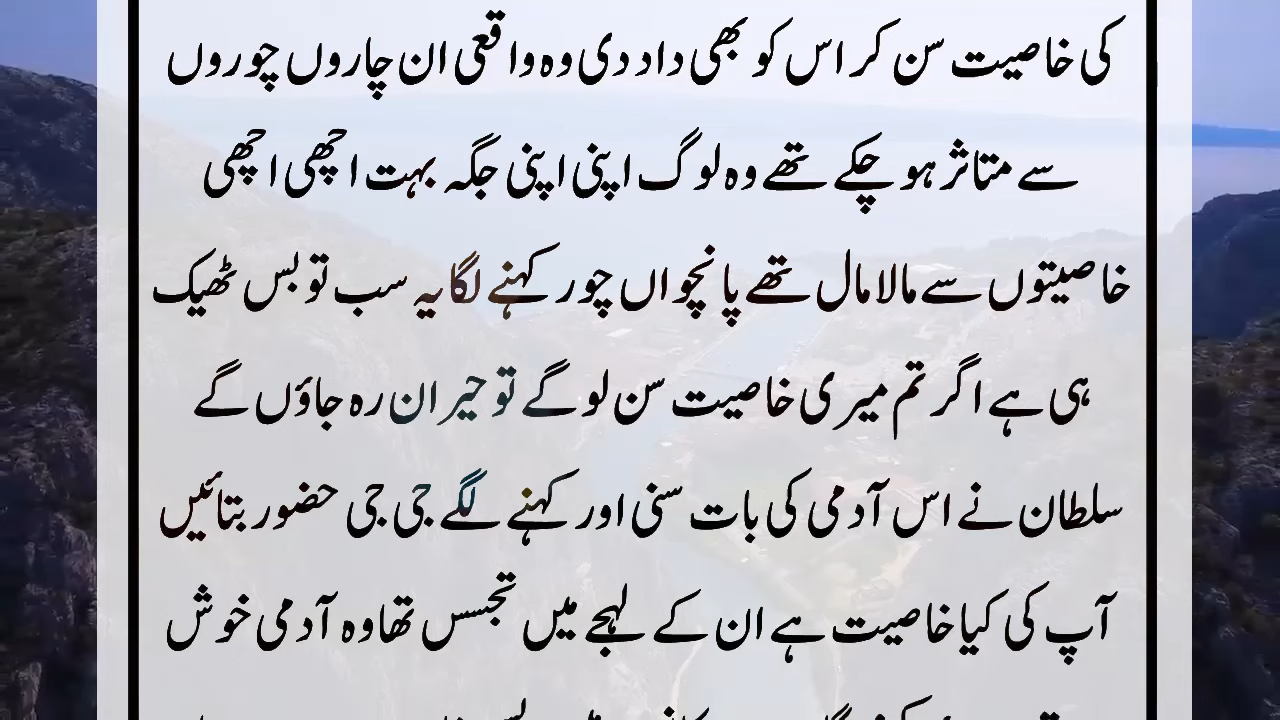 کی خاصیت سن کر اس کو بھی داد دی وہ واقعی ان چاروں چوروں
سے متاثر ہو چکے تھے وہ لوگ اپنی اپنی جگہ بہت اچھی اچھی
خاصیتوں سے مالا مال تھے پانچواں چور کہنے لگا یہ سب تو بس ٹھیک
ہی ہے اگر تم میری خاصیت سن لو گے تو حیران رہ جاؤں گے
سلطان نے اس آدمی کی بات سنی اور کہنے لگے جی جی حضور بتائیں
آپ کی کیا خاصیت ہے ان کے لہجے میں تجسس تھا وہ آدمی خوش